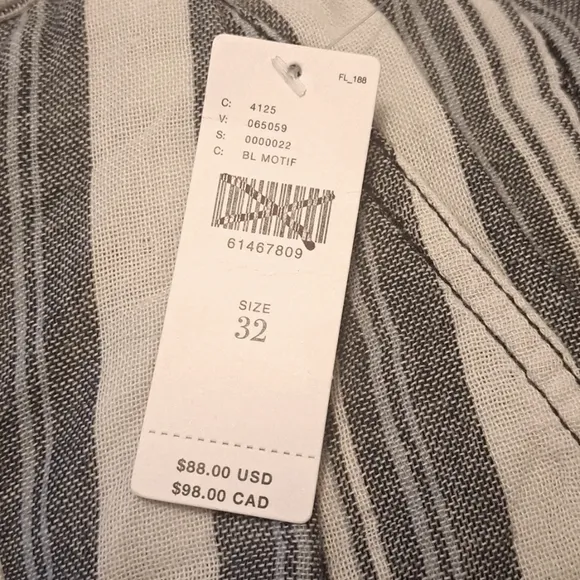 FL_188
C: 4125
V: 065059
S: 0000022
C: BL MOTIF
61467809
SIZE
32
$88.00 USD
$98.00 CAD